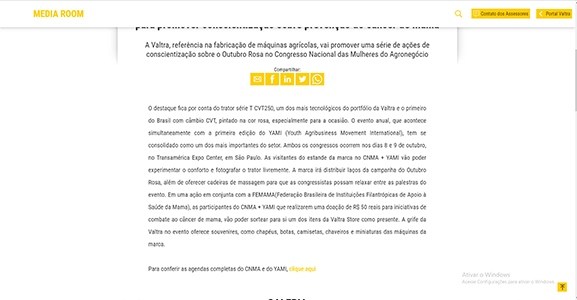 MEDIA ROOM
Contato dos Assessores
Portal Valtra
para promover conscientização sobre prevenção do câncer de mama
A Valtra, referência na fabricação de máquinas agrícolas, vai promover uma série de ações de
conscientização sobre o Outubro Rosa no Congresso Nacional das Mulheres do Agronegócio
Compartilhar:
O destaque fica por conta do trator série T CVT250, um dos mais tecnológicos do portfólio da Valtra e o primeiro
do Brasil com câmbio CVT, pintado na cor rosa, especialmente para a ocasião. O evento anual, que acontece
simultaneamente com a primeira edição do YAMI (Youth Agribusiness Movement International), tem se
consolidado como um dos mais importantes do setor. Ambos os congressos ocorrem nos dias 8 e 9 de outubro,
no Transamérica Expo Center, em São Paulo. As visitantes do estande da marca no CNMA + YAMI vão poder
experimentar o conforto e fotografar o trator livremente. A marca irá distribuir laços da campanha do Outubro
Rosa, além de oferecer cadeiras de massagem para que as congressistas possam relaxar entre as palestras do
evento. Em uma ação em conjunto com a FEMAMA(Federação Brasileira de Instituições Filantrópicas de Apoio à
Saúde da Mama), as participantes do CNMA + YAMI que realizarem uma doação de R$ 50 reais para iniciativas de
combate ao câncer de mama, vão poder sortear para si um dos itens da Valtra Store como presente. A grife da
Valtra no evento oferece souvenires, como chapéus, botas, camisetas, chaveiros e miniaturas das máquinas da
marca.
Para conferir as agendas completas do CNMA e do YAMI, clique aqui
Ativar o Windows
Acesse Configurações para ativar o Windows.